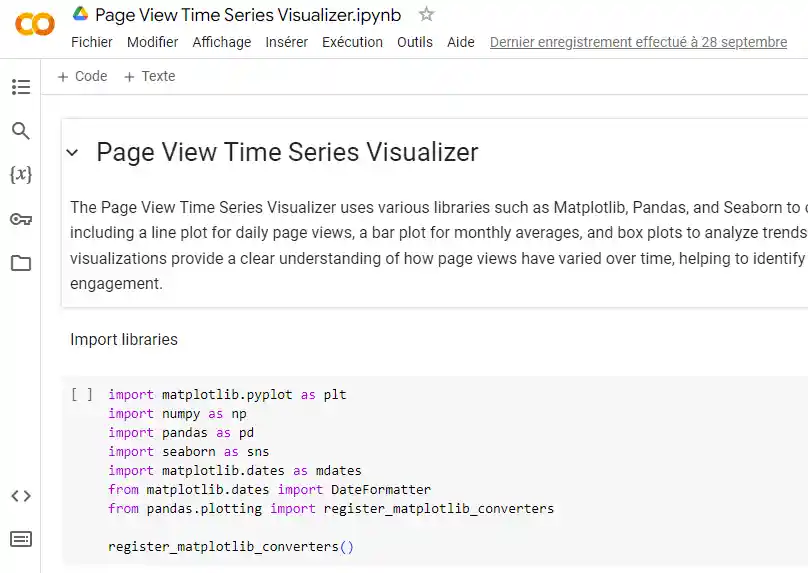 Page View Time Series Visualizer.ipynb
Fichier Modifier Affichage Insérer Exécution Outils Aide Dernier enregistrement effectué à 28 septembre
+ Code + Texte
Page View Time Series Visualizer
The Page View Time Series Visualizer uses various libraries such as Matplotlib, Pandas, and Seaborn to
including a line plot for daily page views, a bar plot for monthly averages, and box plots to analyze trends
visualizations provide a clear understanding of how page views have varied over time, helping to identify
engagement.
Import libraries
[ ] import matplotlib.pyplot as plt
import numpy as np
import pandas as pd
import seaborn as sns
import matplotlib.dates as mdates
from matplotlib.dates import DateFormatter
from pandas.plotting import register_matplotlib_converters
register_matplotlib_converters()